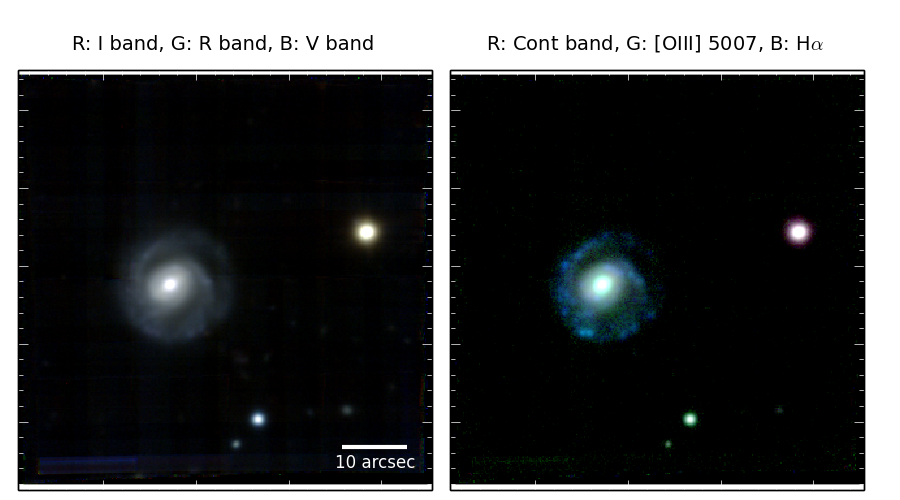 R: I band, G: R band, B: V band
R: Cont band, G: [OIII] 5007, B: Hα
10 arcsec